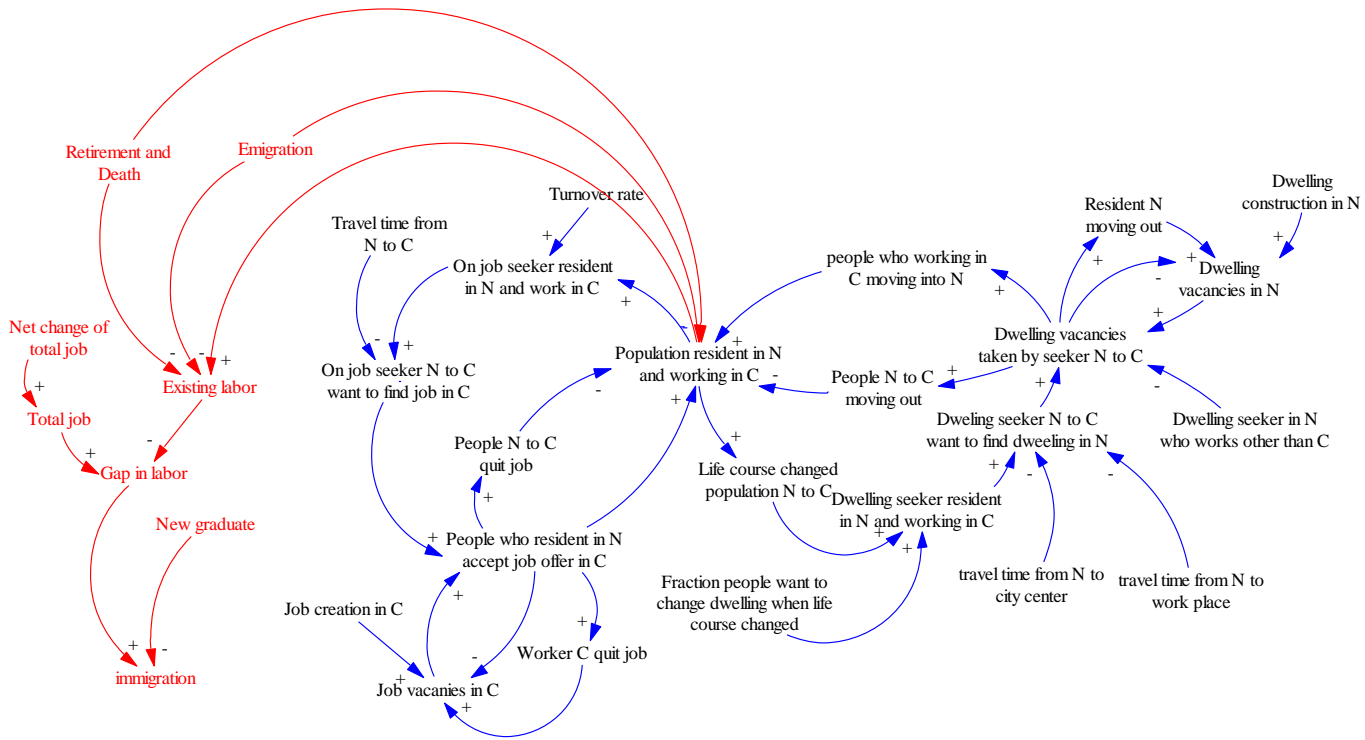 Retirement and
Death
Emigration
Turnover rate
Travel time from
N to C
On job seeker resident
in N and work in C
Net change of
total job
Existing labor
Total job
Gap in labor
New graduate
immigration
On job seeker N to C
want to find job in C
People N to C
quit job
People who resident in N
accept job offer in C
Job creation in C
Job vacanies in C
Worker C quit job
Population resident in N
and working in C
Life course changed
population N to C
Fraction people want to
change dwelling when life
course changed
Dwelling seeker resident
in N and working in C
people who working in
C moving into N
People N to C
moving out
Resident N
moving out
Dwelling
construction in N
Dwelling
vacancies in N
Dwelling vacancies
taken by seeker N to C
Dweling seeker N to C
want to find dweeling in N
Dwelling seeker in N
who works other than C
travel time from N to
city center
travel time from N to
work place